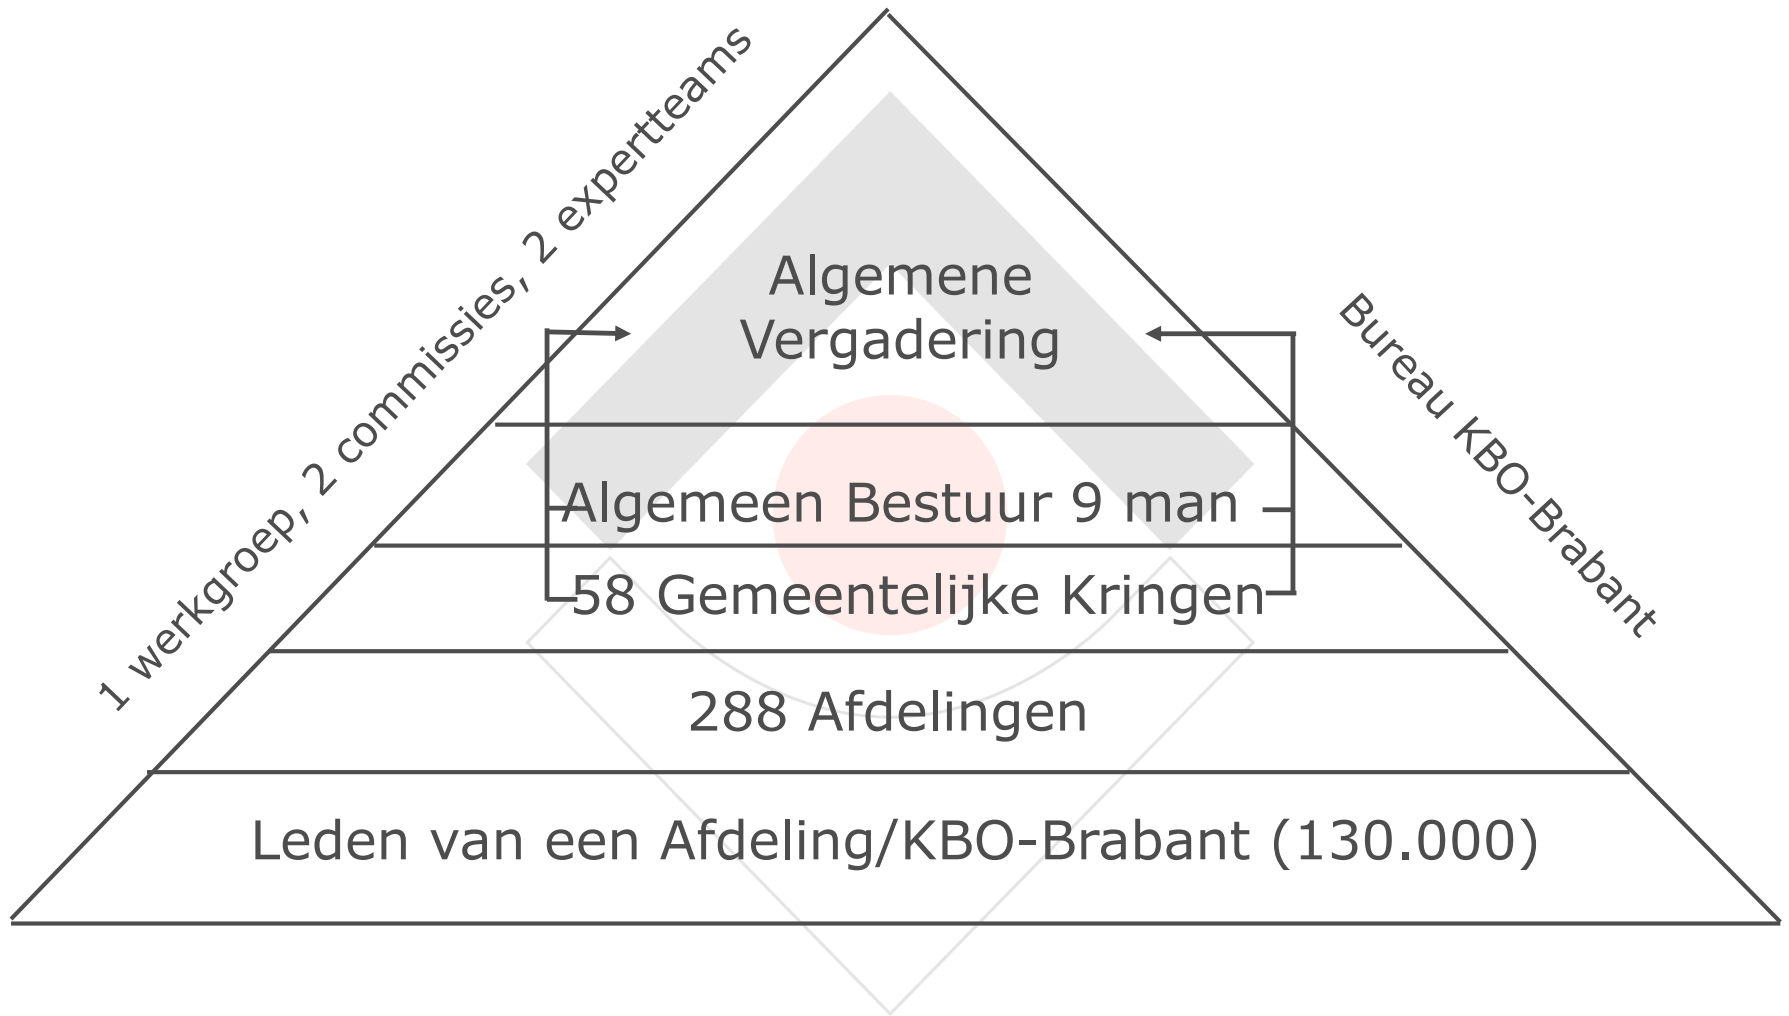 1 werkgroep, 2 commissies, 2 expertteams
Algemene
Vergadering
Bureau KBO-Brabant
Algemeen Bestuur 9 man
58 Gemeentelijke Kringen
288 Afdelingen
Leden van een Afdeling/KBO-Brabant (130.000)